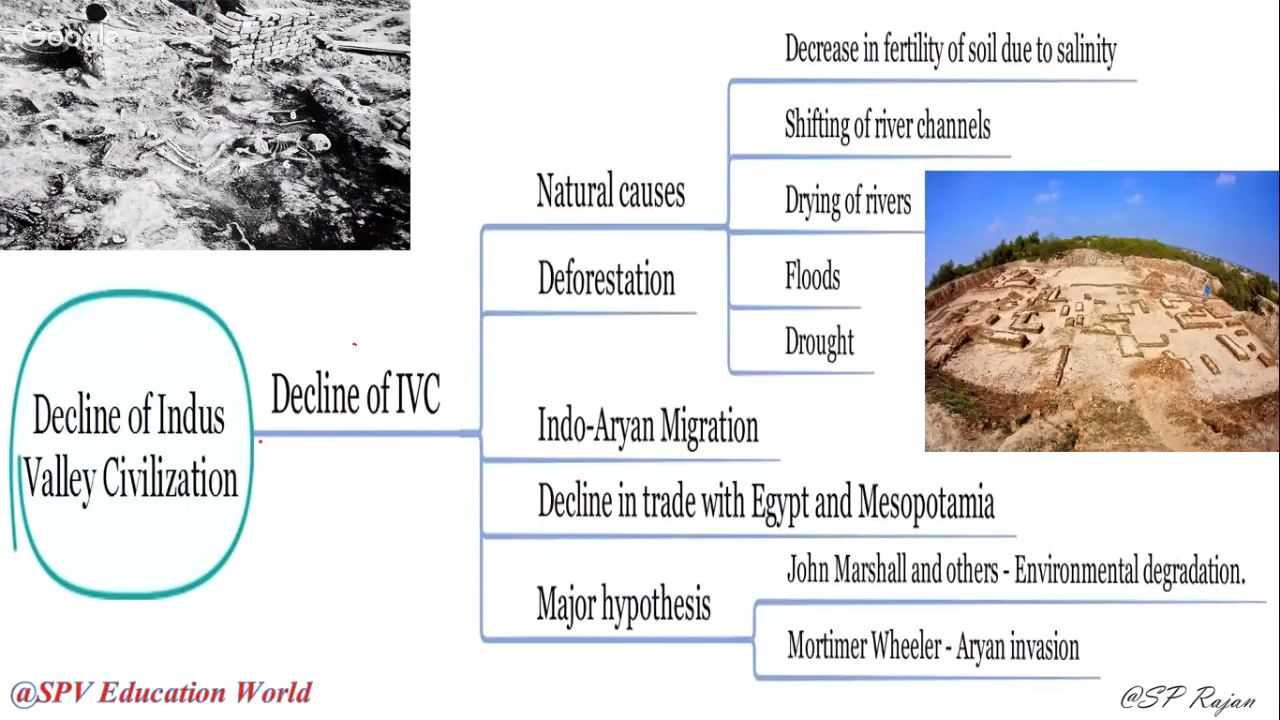 Google
Decrease in fertility of soil due to salinity
Shifting of river channels
Natural causes
Drying of rivers
Deforestation
Floods
Drought
Decline of Indus
Valley Civilization
Decline of IVC
Indo-Aryan Migration
Decline in trade with Egypt and Mesopotamia
Major hypothesis
John Marshall and others - Environmental degradation.
Mortimer Wheeler - Aryan invasion
@SPV Education World
@SP Rajan